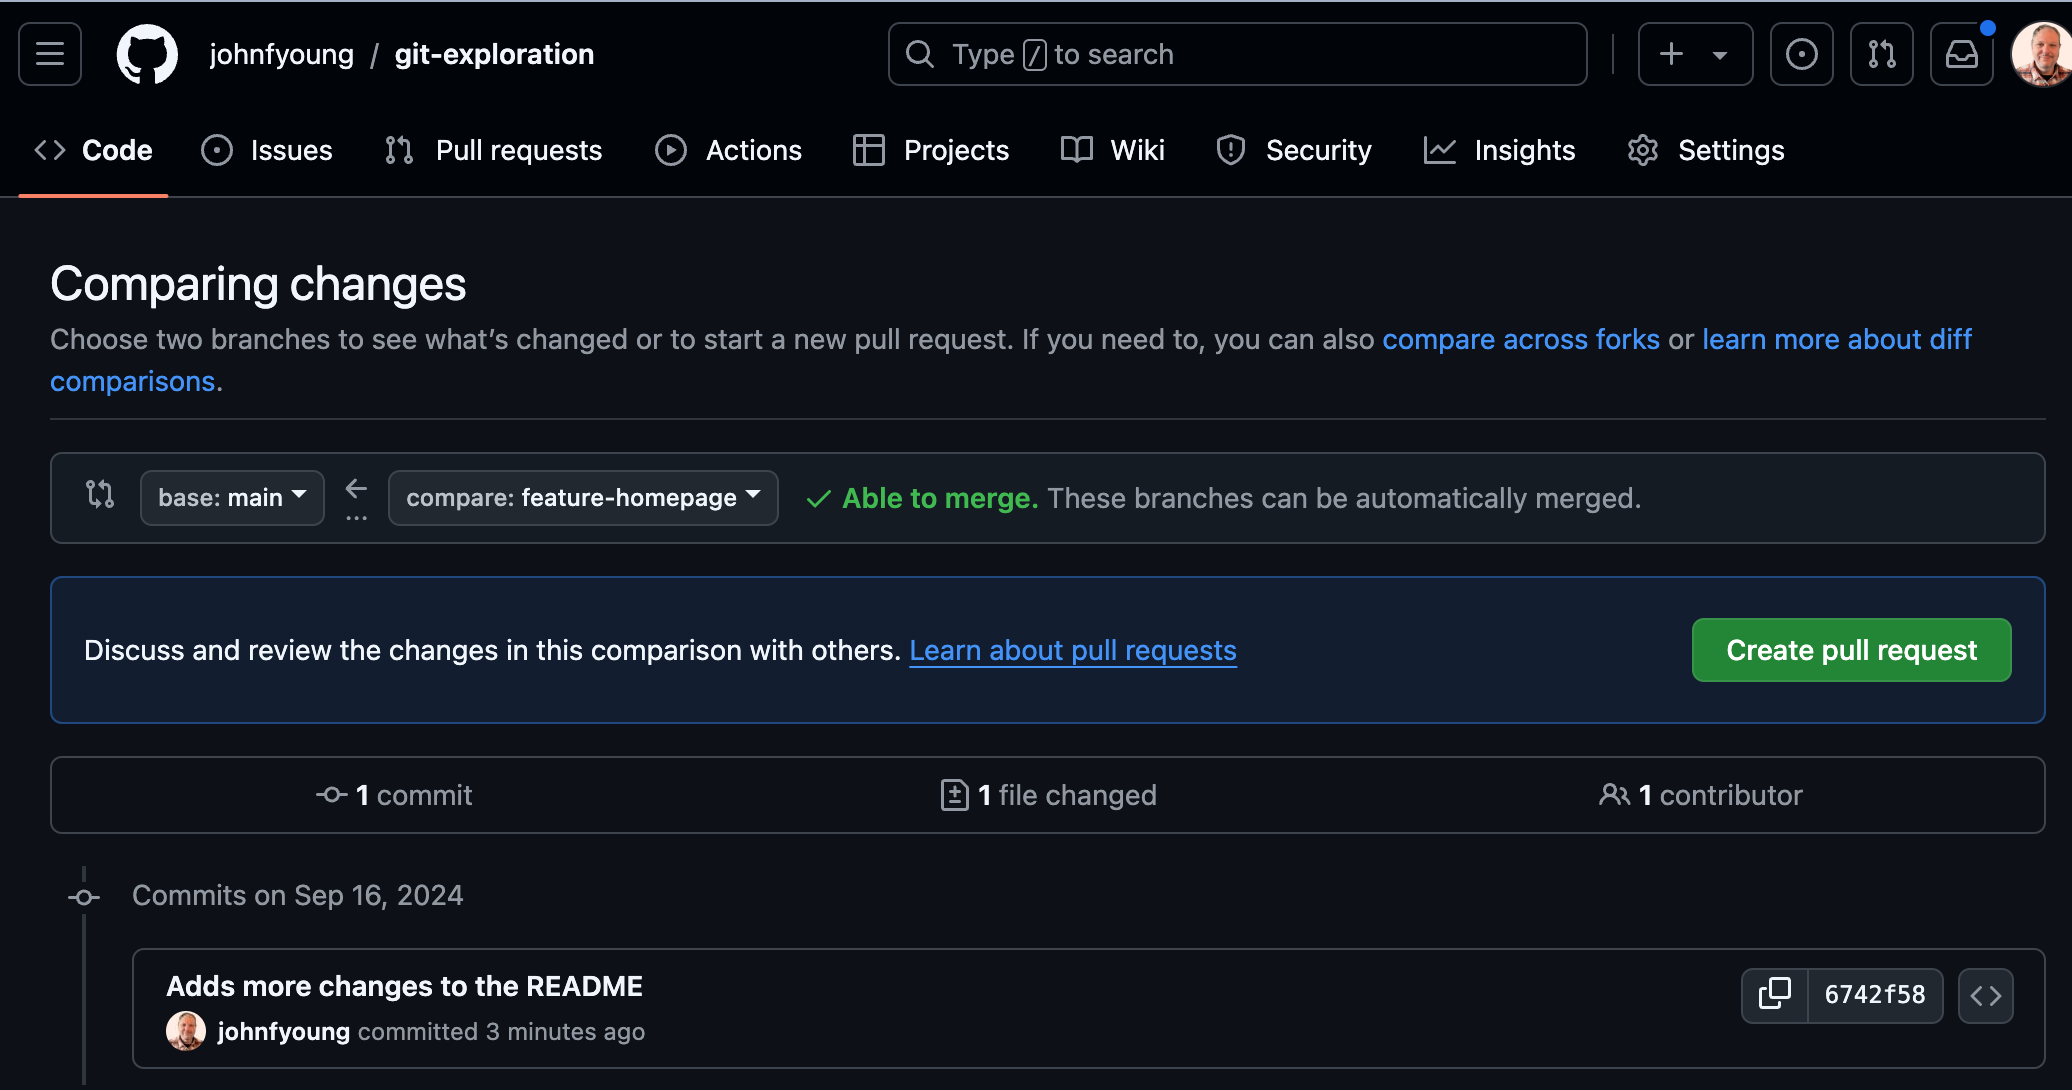 johnfyoung / git-exploration
Type / to search
Code Issues Pull requests Actions Projects Wiki Security Insights Settings
Comparing changes
Choose two branches to see what’s changed or to start a new pull request. If you need to, you can also compare across forks or learn more about diff
comparisons.
base: main ... compare: feature-homepage Able to merge. These branches can be automatically merged.
Discuss and review the changes in this comparison with others. Learn about pull requests Create pull request
1 commit 1 file changed 1 contributor
Commits on Sep 16, 2024
Adds more changes to the README
6742f58
johnfyoung committed 3 minutes ago